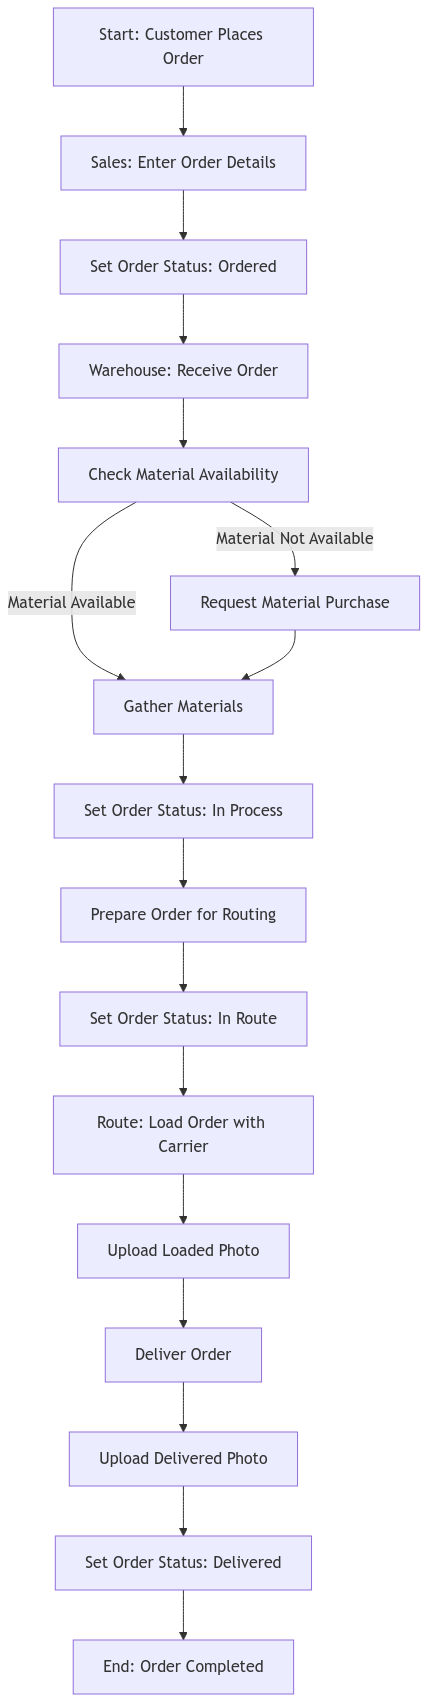 Start: Customer Places
Order
Sales: Enter Order Details
Set Order Status: Ordered
Warehouse: Receive Order
Check Material Availability
Material Not Available
Material Available
Request Material Purchase
Gather Materials
Set Order Status: In Process
Prepare Order for Routing
Set Order Status: In Route
Route: Load Order with
Carrier
Upload Loaded Photo
Deliver Order
Upload Delivered Photo
Set Order Status: Delivered
End: Order Completed